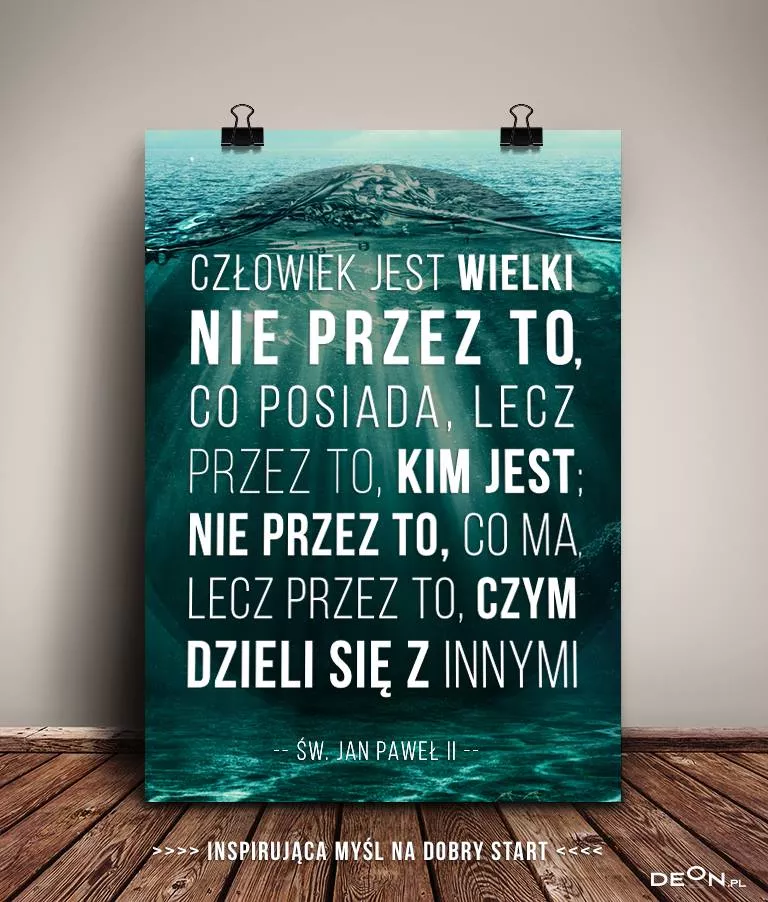 CZŁOWIEK JEST WIELKI
NIE PRZEZ TO,
CO POSIADA, LECZ
PRZEZ TO, KIM JEST;
NIE PRZEZ TO, CO MA,
LECZ PRZEZ TO, CZYM
DZIELI SIĘ Z INNYMI
-- ŚW. JAN PAWEŁ II --
>>>> INSPIRUJĄCA MYŚL NA DOBRY START <<<<
DEON.PL